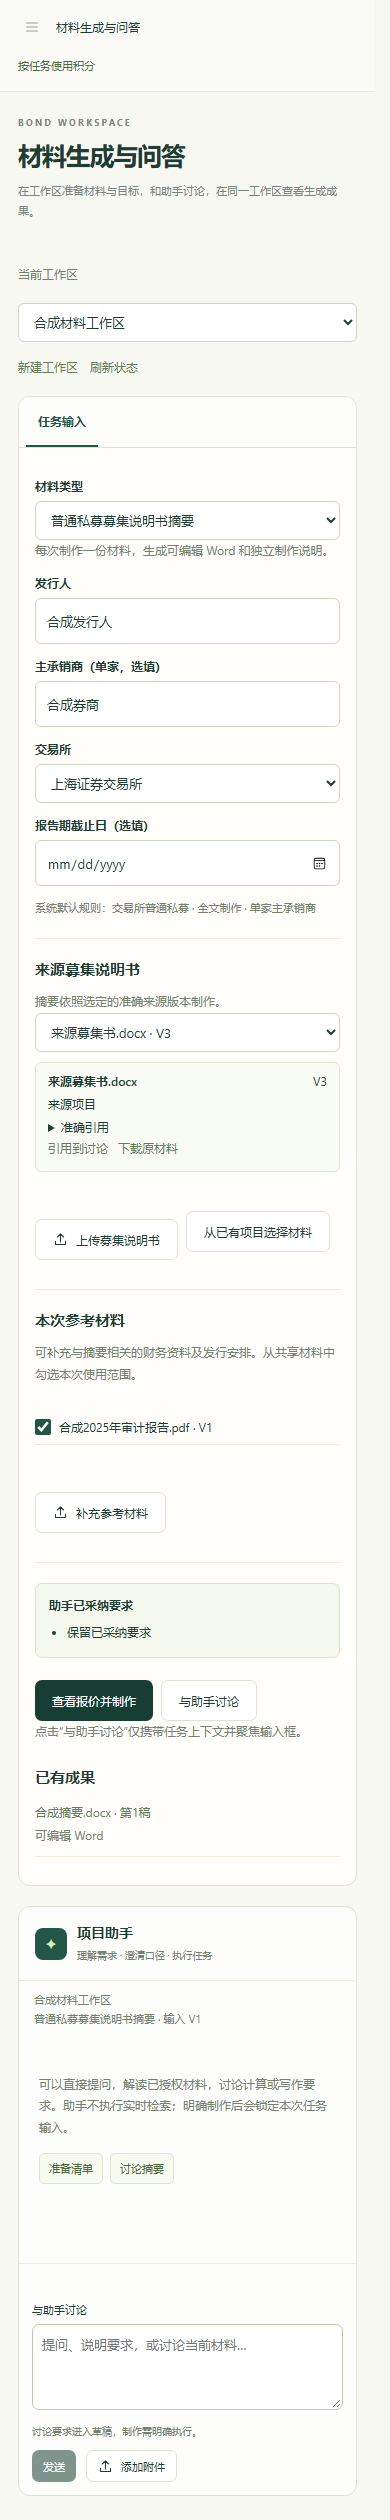 材料生成与问答
按任务使用积分
BOND WORKSPACE
材料生成与问答
在工作区准备材料与目标，和助手讨论，在同一工作区查看生成成
果。
当前工作区
合成材料工作区
新建工作区 刷新状态
任务输入
材料类型
普通私募募集说明书摘要
每次制作一份材料，生成可编辑 Word 和独立制作说明。
发行人
合成发行人
主承销商（单家，选填）
合成券商
交易所
上海证券交易所
报告期截止日（选填）
mm/dd/yyyy
系统默认规则：交易所普通私募 · 全文制作 · 单家主承销商
来源募集说明书
摘要依照选定的准确来源版本制作。
来源募集书.docx · V3
来源募集书.docx V3
来源项目
▶ 准确引用
引用到讨论 下载原材料
上传募集说明书 从已有项目选择材料
本次参考材料
可补充与摘要相关的财务资料及发行安排。从共享材料中
勾选本次使用范围。
合成2025年审计报告.pdf · V1
补充参考材料
助手已采纳要求
• 保留已采纳要求
查看报价并制作 与助手讨论
点击“与助手讨论”仅携带任务上下文并聚焦输入框。
已有成果
合成摘要.docx · 第1稿
可编辑 Word
项目助手
理解需求 · 澄清口径 · 执行任务
合成材料工作区
普通私募募集说明书摘要 · 输入 V1
可以直接提问，解读已授权材料，讨论计算或写作要
求。助手不执行实时检索；明确制作后会锁定本次任务
输入。
准备清单 讨论摘要
与助手讨论
提问、说明要求，或讨论当前材料...
讨论要求进入草稿，制作需明确执行。
发送 添加附件